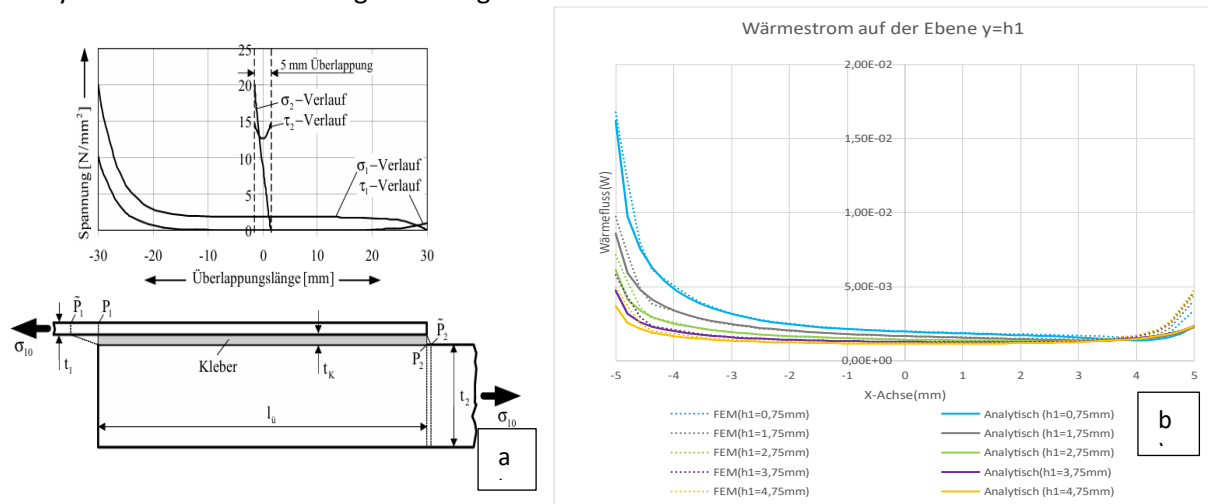 Spannung [N/mm²]
25
20
15
10
5
0
5 mm Überlappung
σ₂–Verlauf
τ₂–Verlauf
σ₁–Verlauf
τ₁–Verlauf
-30 -20 -10 0 10 20 30
Überlappungslänge [mm]
P̃₁ P₁
σ₁₀
t₁
Kleber
t_K
P̃₂
P₂
t₂
l_ü
σ₁₀
a
Wärmestrom auf der Ebene y=h1
Wärmefluss(W)
2,00E-02
1,50E-02
1,00E-02
5,00E-03
0,00E+00
-5 -4 -3 -2 -1 0 1 2 3 4 5
X-Achse(mm)
FEM(h1=0,75mm) Analytisch (h1=0,75mm)
FEM(h1=1,75mm) Analytisch (h1=1,75mm)
FEM(h1=2,75mm) Analytisch (h1=2,75mm)
FEM(h1=3,75mm) Analytisch(h1=3,75mm)
FEM(h1=4,75mm) Analytisch (h1=4,75mm)
b